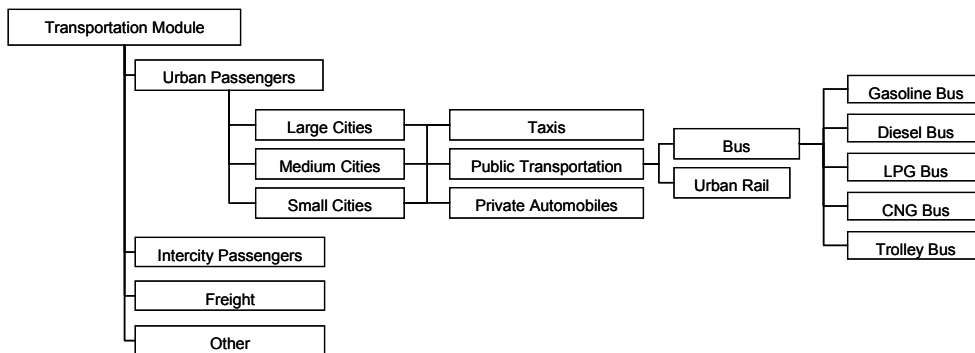 Transportation Module
Urban Passengers
Large Cities
Medium Cities
Small Cities
Taxis
Public Transportation
Private Automobiles
Bus
Urban Rail
Gasoline Bus
Diesel Bus
LPG Bus
CNG Bus
Trolley Bus
Intercity Passengers
Freight
Other